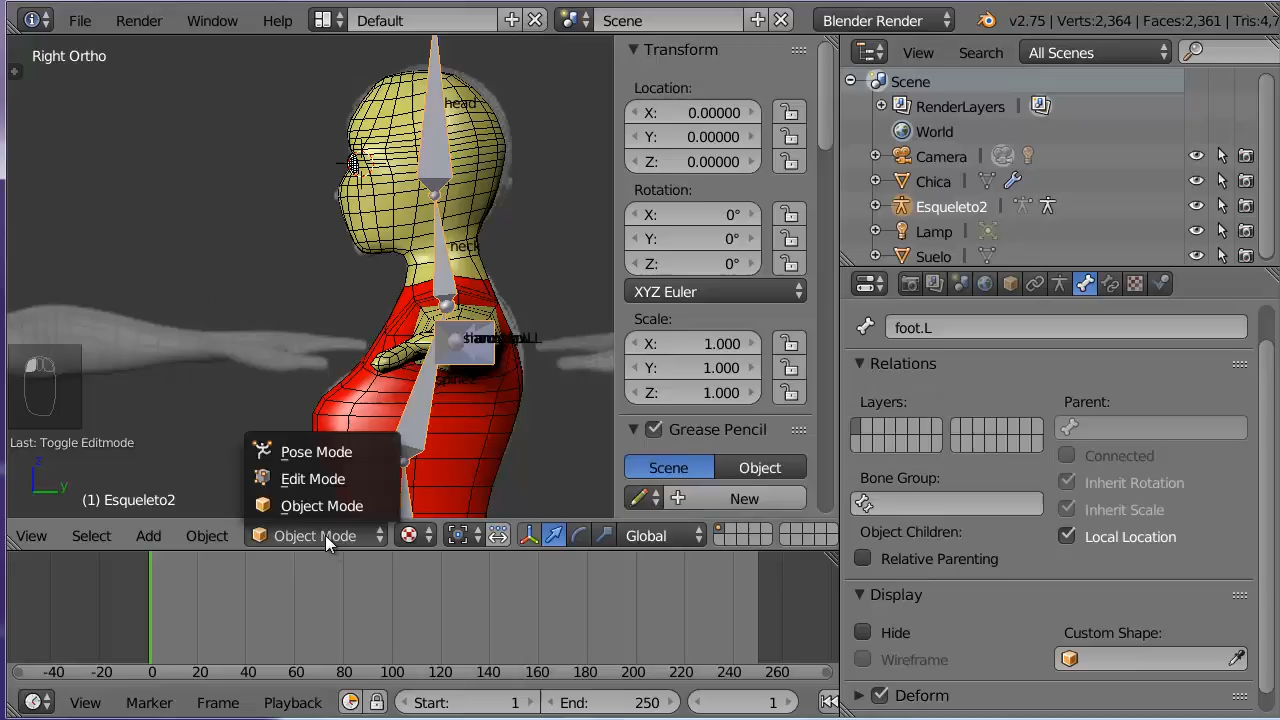 File Render Window Help Default Scene Blender Render v2.75 | Verts:2,364 | Faces:2,361 | Tris:4,7
Right Ortho
head
neck
Spine2
Last: Toggle Editmode
z
y
(1) Esqueleto2
Pose Mode
Edit Mode
Object Mode
View Select Add Object Object Mode Global
Transform
Location:
X: 0.00000
Y: 0.00000
Z: 0.00000
Rotation:
X: 0°
Y: 0°
Z: 0°
XYZ Euler
Scale:
X: 1.000
Y: 1.000
Z: 1.000
Grease Pencil
Scene Object
New
View Search All Scenes
Scene
RenderLayers
World
Camera
Chica
Esqueleto2
Lamp
Suelo
foot.L
Relations
Layers: Parent:
Connected
Bone Group: Inherit Rotation
Inherit Scale
Object Children: Local Location
Relative Parenting
Display
Hide Custom Shape:
Wireframe
Deform
-40 -20 0 20 40 60 80 100 120 140 160 180 200 220 240 260
View Marker Frame Playback Start: 1 End: 250 1